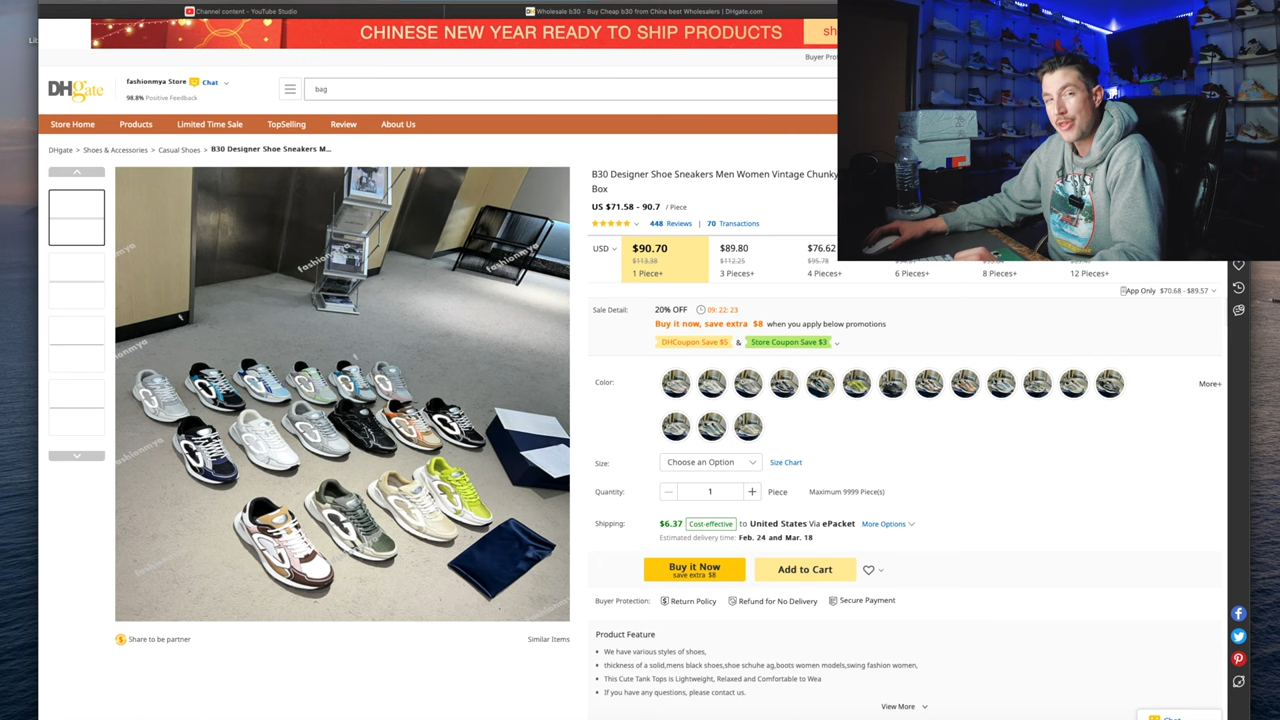 Channel content - YouTube Studio
Wholesale b30 - Buy Cheap b30 from China best Wholesalers | DHgate.com
CHINESE NEW YEAR READY TO SHIP PRODUCTS
sh
Buyer Pro
DHgate
fashionmya Store Chat
98.8% Positive Feedback
bag
Store Home Products Limited Time Sale TopSelling Review About Us
DHgate > Shoes & Accessories > Casual Shoes > B30 Designer Shoe Sneakers M...
B30 Designer Shoe Sneakers Men Women Vintage Chunky
Box
US $71.58 - 90.7 / Piece
448 Reviews | 70 Transactions
USD $90.70 $89.80 $76.62
$113.38 $112.25 $95.78
1 Piece+ 3 Pieces+ 4 Pieces+ 6 Pieces+ 8 Pieces+ 12 Pieces+
App Only $70.68 - $89.57
Sale Detail: 20% OFF 09: 22: 23
Buy it now, save extra $8 when you apply below promotions
DHCoupon Save $5 & Store Coupon Save $3
Color:
More+
Size: Choose an Option Size Chart
Quantity: 1 Piece Maximum 9999 Piece(s)
Shipping: $6.37 Cost-effective to United States Via ePacket More Options
Estimated delivery time: Feb. 24 and Mar. 18
Buy it Now
save extra $8
Add to Cart
Buyer Protection: Return Policy Refund for No Delivery Secure Payment
Share to be partner
Similar Items
Product Feature
We have various styles of shoes,
thickness of a solid,mens black shoes,shoe schuhe ag,boots women models,swing fashion women,
This Cute Tank Tops is Lightweight, Relaxed and Comfortable to Wea
If you have any questions, please contact us.
View More
Chat
fashionmya
fashionmya
fashionmya